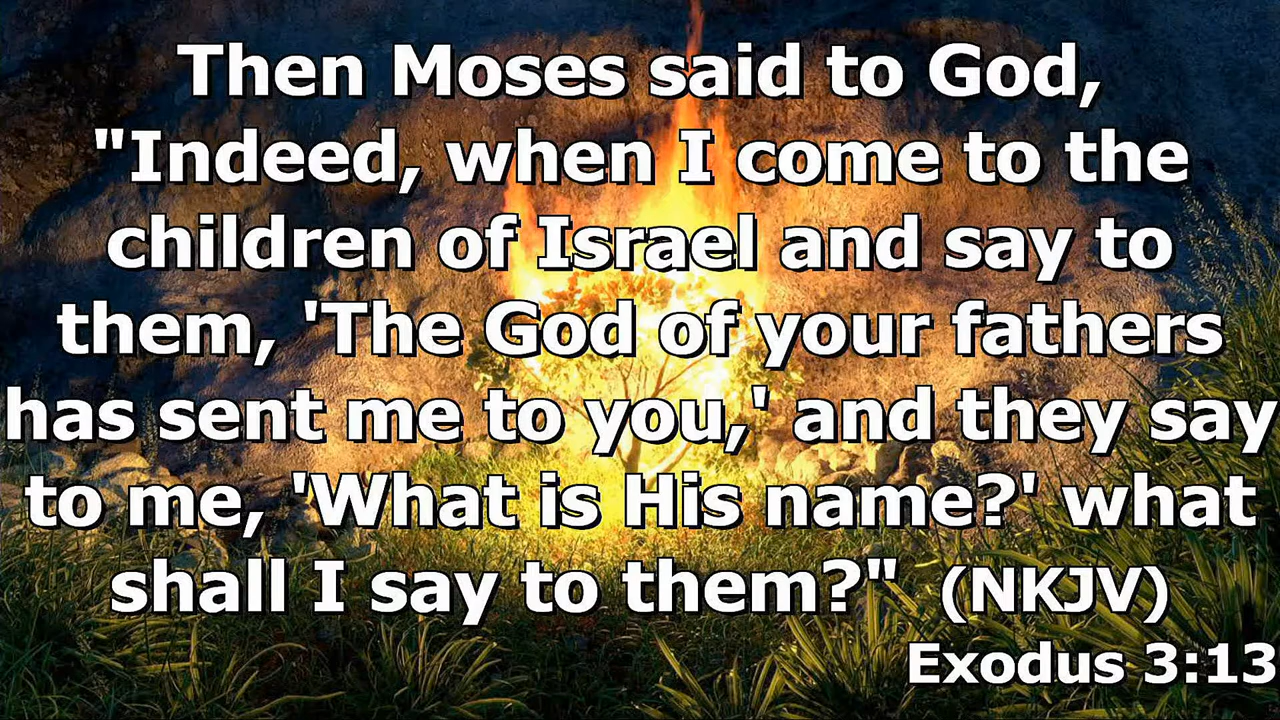 Then Moses said to God,
"Indeed, when I come to the
children of Israel and say to
them, 'The God of your fathers
has sent me to you,' and they say
to me, 'What is His name?' what
shall I say to them?" (NKJV)
Exodus 3:13